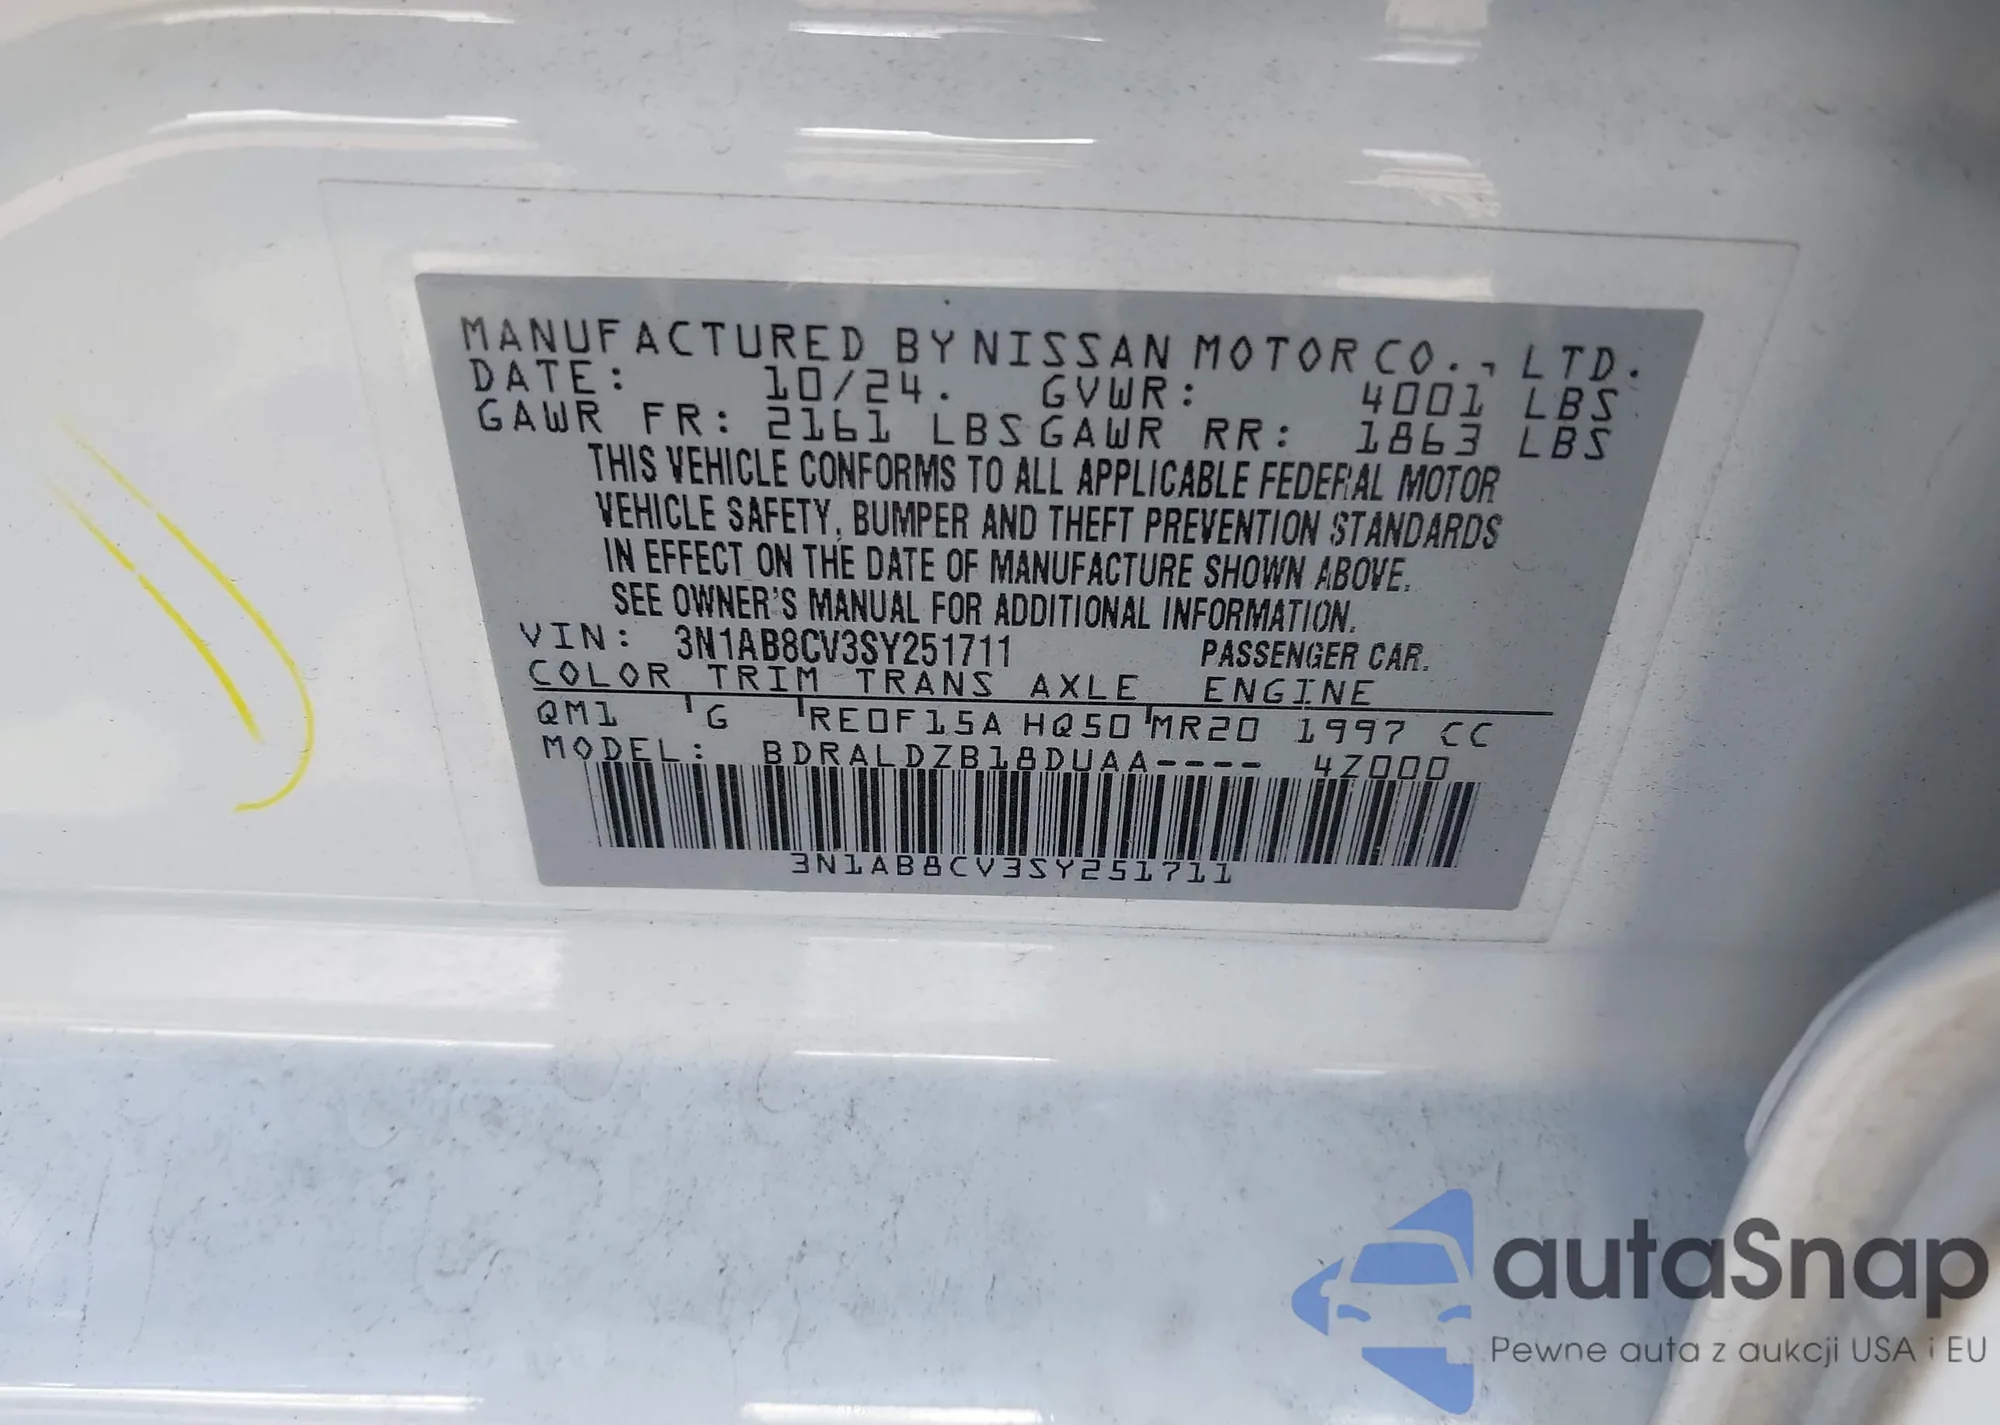 MANUFACTURED BY NISSAN MOTOR CO., LTD.
DATE: 10/24. GVWR: 4001 LBS
GAWR FR: 2161 LBS GAWR RR: 1863 LBS
THIS VEHICLE CONFORMS TO ALL APPLICABLE FEDERAL MOTOR
VEHICLE SAFETY, BUMPER AND THEFT PREVENTION STANDARDS
IN EFFECT ON THE DATE OF MANUFACTURE SHOWN ABOVE.
SEE OWNER'S MANUAL FOR ADDITIONAL INFORMATION.
VIN: 3N1AB8CV3SY251711 PASSENGER CAR.
COLOR TRIM TRANS AXLE ENGINE
QM1 G RE0F15A HQ50 MR20 1997 CC
MODEL: BDRALDZB18DUAA---- 4Z000
3N1AB8CV3SY251711
autaSnap
Pewne auta z aukcji USA i EU